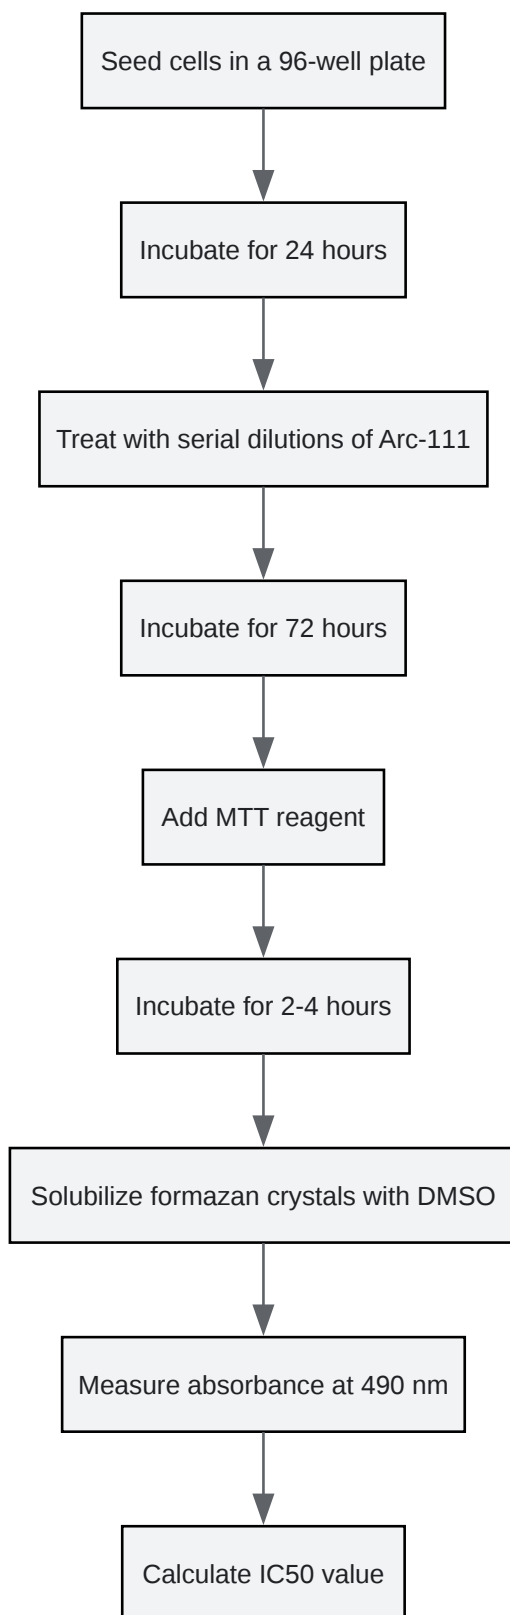 Seed cells in a 96-well plate
Incubate for 24 hours
Treat with serial dilutions of Arc-111
Incubate for 72 hours
Add MTT reagent
Incubate for 2-4 hours
Solubilize formazan crystals with DMSO
Measure absorbance at 490 nm
Calculate IC50 value